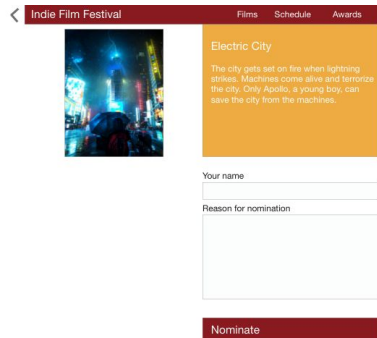 Indie Film Festival
Films Schedule Awards
Electric City
The city gets set on fire when lightning
strikes. Machines come alive and terrorize
the city. Only Apollo, a young boy, can
save the city from the machines.
Your name
Reason for nomination
Nominate